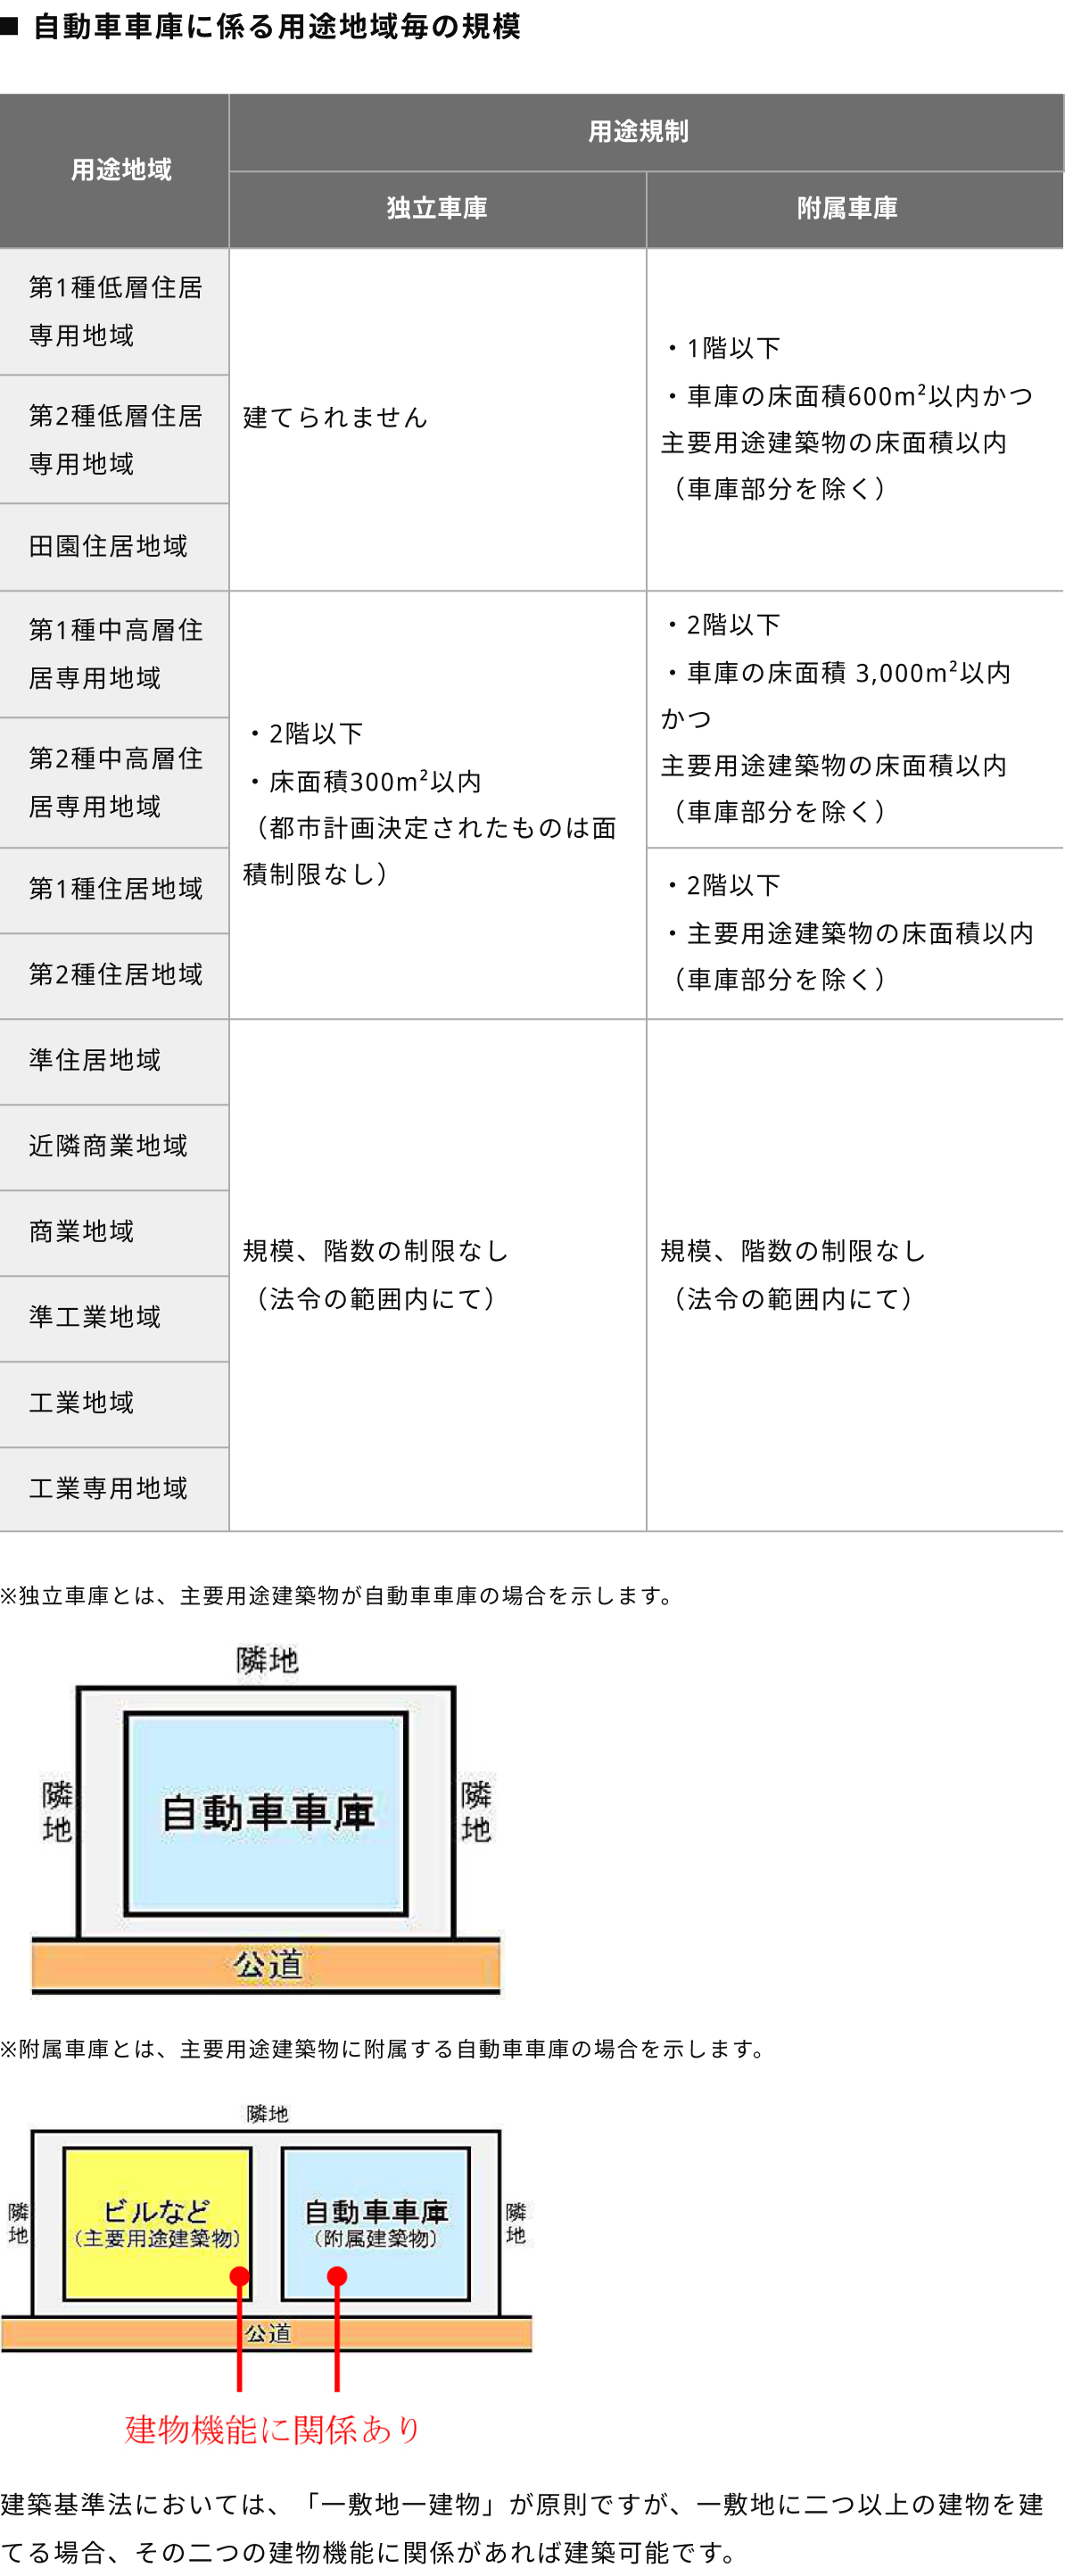 ■ 自動車車庫に係る用途地域毎の規模
用途地域
用途規制
独立車庫
附属車庫
第1種低層住居
専用地域
第2種低層住居
専用地域
田園住居地域
建てられません
・1階以下
・車庫の床面積600m²以内かつ
主要用途建築物の床面積以内
（車庫部分を除く）
第1種中高層住
居専用地域
第2種中高層住
居専用地域
第1種住居地域
第2種住居地域
・2階以下
・床面積300m²以内
（都市計画決定されたものは面
積制限なし）
・2階以下
・車庫の床面積 3,000m²以内
かつ
主要用途建築物の床面積以内
（車庫部分を除く）
・2階以下
・主要用途建築物の床面積以内
（車庫部分を除く）
準住居地域
近隣商業地域
商業地域
準工業地域
工業地域
工業専用地域
規模、階数の制限なし
（法令の範囲内にて）
規模、階数の制限なし
（法令の範囲内にて）
※独立車庫とは、主要用途建築物が自動車車庫の場合を示します。
隣地
隣地
自動車車庫
隣地
公道
※附属車庫とは、主要用途建築物に附属する自動車車庫の場合を示します。
隣地
隣地
ビルなど
（主要用途建築物）
自動車車庫
（附属建築物）
隣地
公道
建物機能に関係あり
建築基準法においては、「一敷地一建物」が原則ですが、一敷地に二つ以上の建物を建
てる場合、その二つの建物機能に関係があれば建築可能です。